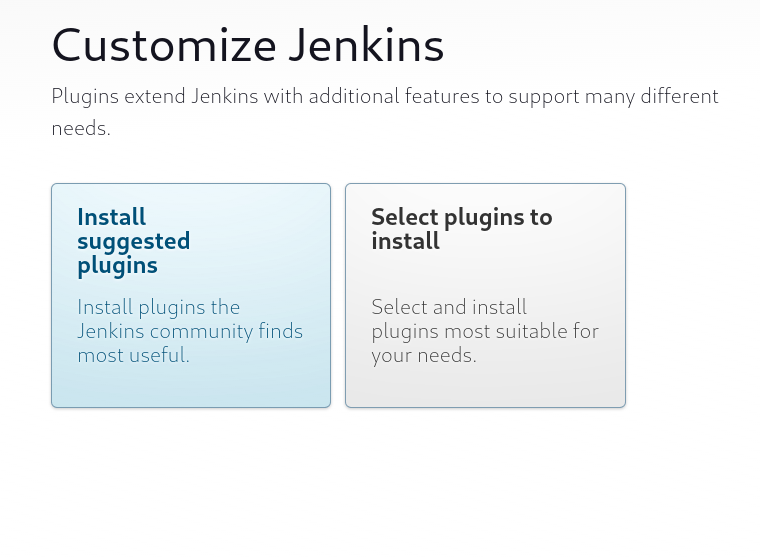 Customize Jenkins
Plugins extend Jenkins with additional features to support many different
needs.
Install
suggested
plugins
Install plugins the
Jenkins community finds
most useful.
Select plugins to
install
Select and install
plugins most suitable for
your needs.